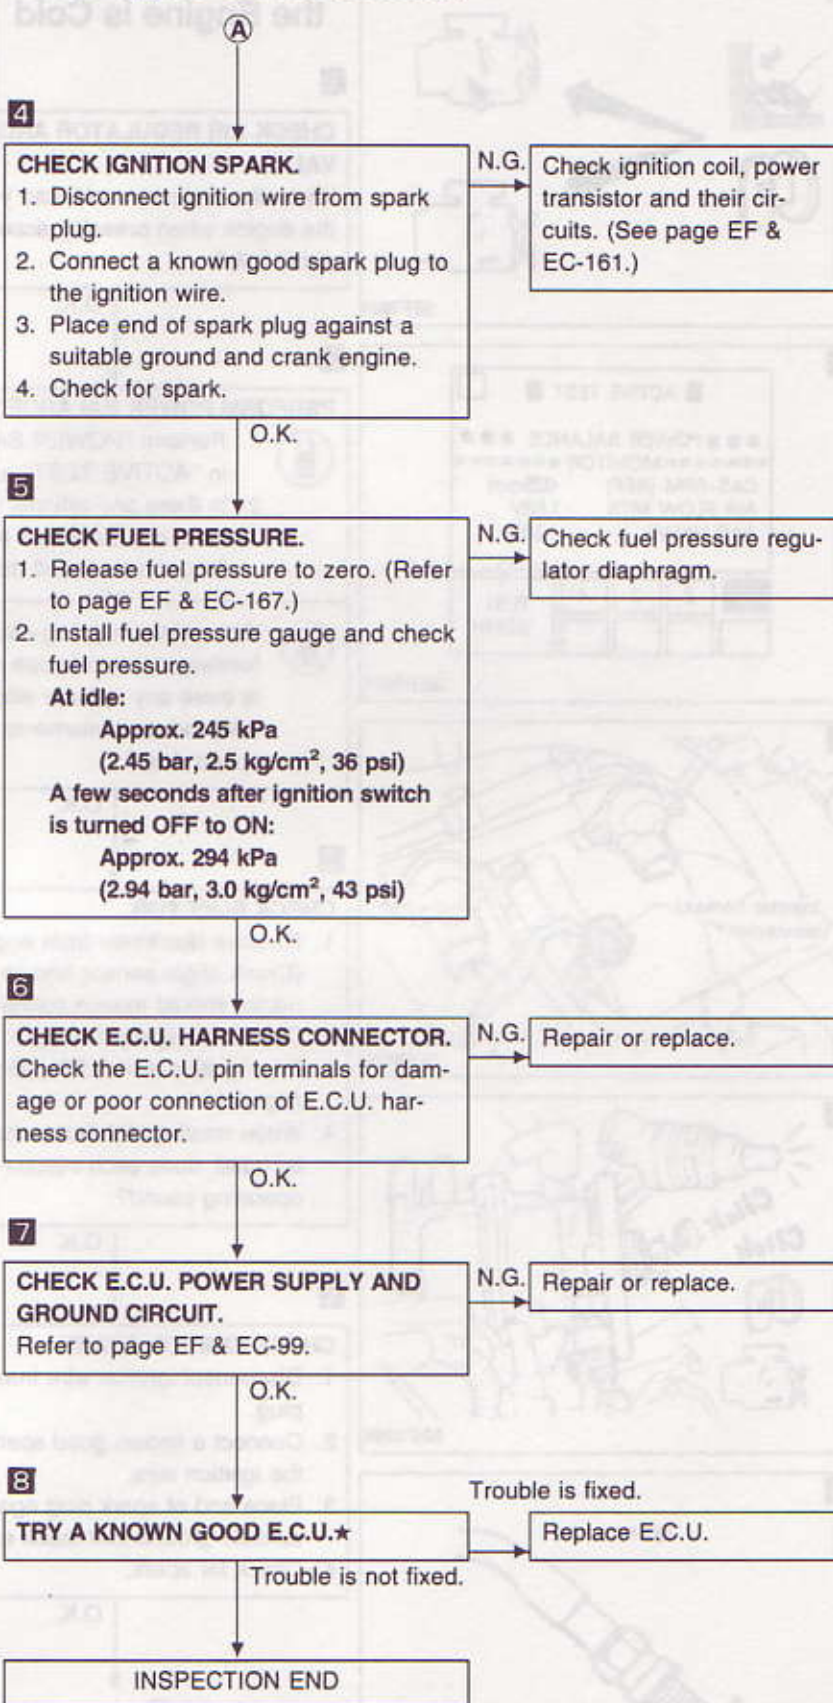 A
4
CHECK IGNITION SPARK.
1. Disconnect ignition wire from spark
plug.
2. Connect a known good spark plug to
the ignition wire.
3. Place end of spark plug against a
suitable ground and crank engine.
4. Check for spark.
N.G.
Check ignition coil, power
transistor and their cir-
cuits. (See page EF &
EC-161.)
O.K.
5
CHECK FUEL PRESSURE.
1. Release fuel pressure to zero. (Refer
to page EF & EC-167.)
2. Install fuel pressure gauge and check
fuel pressure.
At idle:
Approx. 245 kPa
(2.45 bar, 2.5 kg/cm², 36 psi)
A few seconds after ignition switch
is turned OFF to ON:
Approx. 294 kPa
(2.94 bar, 3.0 kg/cm², 43 psi)
N.G.
Check fuel pressure regu-
lator diaphragm.
O.K.
6
CHECK E.C.U. HARNESS CONNECTOR.
Check the E.C.U. pin terminals for dam-
age or poor connection of E.C.U. har-
ness connector.
N.G.
Repair or replace.
O.K.
7
CHECK E.C.U. POWER SUPPLY AND
GROUND CIRCUIT.
Refer to page EF & EC-99.
N.G.
Repair or replace.
O.K.
8
TRY A KNOWN GOOD E.C.U.★
Trouble is fixed.
Replace E.C.U.
Trouble is not fixed.
INSPECTION END